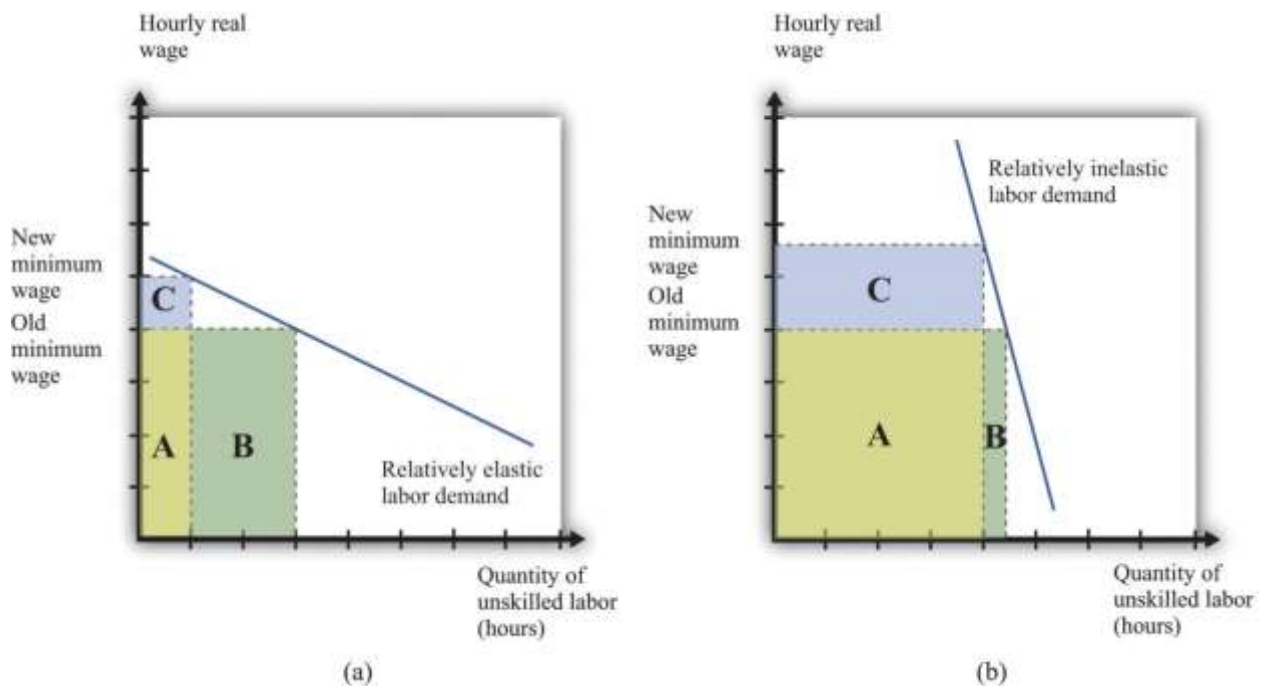 Hourly real
wage
New
minimum
wage
Old
minimum
wage
C
A
B
Relatively elastic
labor demand
Quantity of
unskilled labor
(hours)
(a)
Hourly real
wage
Relatively inelastic
labor demand
New
minimum
wage
Old
minimum
wage
C
A
B
Quantity of
unskilled labor
(hours)
(b)